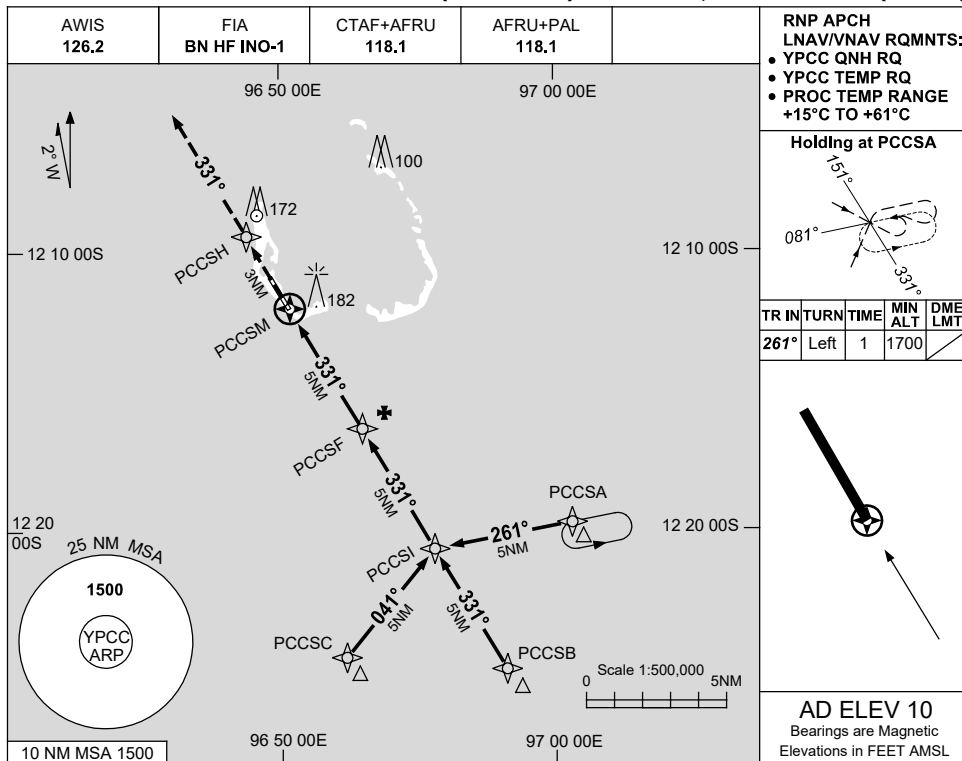 AWIS
126.2
FIA
BN HF INO-1
CTAF+AFRU
118.1
AFRU+PAL
118.1
RNP APCH
LNAV/VNAV RQMNTS:
• YPCC QNH RQ
• YPCC TEMP RQ
• PROC TEMP RANGE
+15°C TO +61°C
96 50 00E
97 00 00E
2° W
331°
100
172
PCCSH
12 10 00S
12 10 00S
3NM
182
PCCSM
331°
5NM
PCCSF
331°
5NM
PCCSA
12 20
00S
12 20 00S
261°
5NM
PCCSI
25 NM MSA
1500
YPCC
ARP
041°
5NM
331°
5NM
PCCSC
PCCSB
Scale 1:500,000
0 5NM
10 NM MSA 1500
96 50 00E
97 00 00E
Holding at PCCSA
151°
081°
331°
TR IN TURN TIME MIN ALT DME LMT
261° Left 1 1700
AD ELEV 10
Bearings are Magnetic
Elevations in FEET AMSL